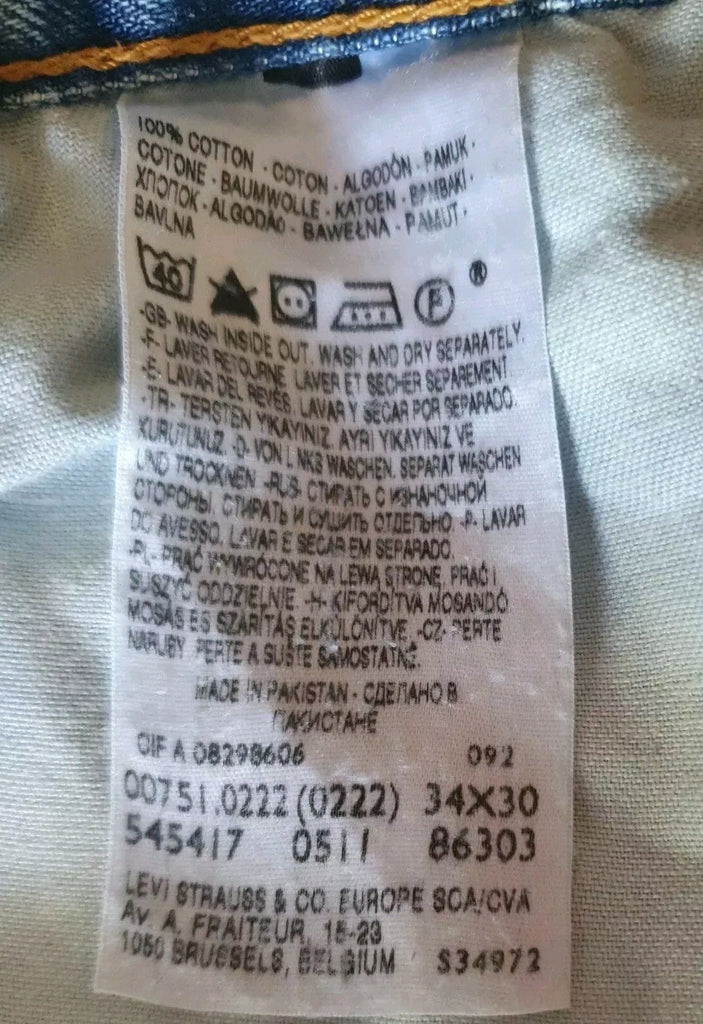 100% COTTON · COTON · ALGODÓN · PAMUK ·
COTONE · BAUMWOLLE · KATOEN · BAMBAKI ·
ХЛОПОК · ALGODÃO · BAWEŁNA · PAMUT ·
BAVLNA
40 P ®
-GB- WASH INSIDE OUT. WASH AND DRY SEPARATELY.
-F- LAVER RETOURNE. LAVER ET SECHER SEPAREMENT.
-E- LAVAR DEL REVÉS. LAVAR Y SECAR POR SEPARADO.
-TR- TERSTEN YIKAYINIZ. AYRI YIKAYINIZ VE
KURUTUNUZ. -D- VON LINKS WASCHEN. SEPARAT WASCHEN
UND TROCKNEN -RUS- СТИРАТЬ С ИЗНАНОЧНОЙ
СТОРОНЫ. СТИРАТЬ И СУШИТЬ ОТДЕЛЬНО. -P- LAVAR
DO AVESSO. LAVAR E SECAR EM SEPARADO.
-PL- PRAĆ WYWRÓCONE NA LEWĄ STRONĘ, PRAĆ I
SUSZYĆ ODDZIELNIE. -H- KIFORDÍTVA MOSANDÓ
MOSÁS ÉS SZÁRÍTÁS ELKÜLÖNÍTVE. -CZ- PERTE
NARUBY. PERTE A SUŠTE SAMOSTATNĚ.
MADE IN PAKISTAN - СДЕЛАНО В
ПАКИСТАНЕ
CIF A 08298606 092
00751.0222 (0222) 34X30
545417 0511 86303
LEVI STRAUSS & CO. EUROPE SCA/CVA
Av. A. FRAITEUR, 15-23
1050 BRUSSELS, BELGIUM S34972